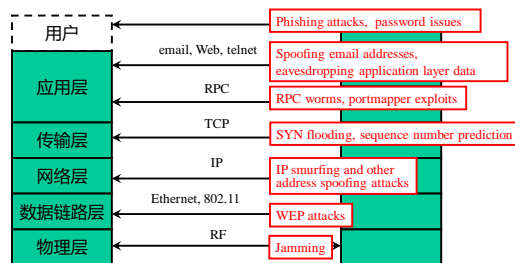 用户
Phishing attacks, password issues
email, Web, telnet
Spoofing email addresses,
eavesdropping application layer data
应用层
RPC
RPC worms, portmapper exploits
TCP
传输层
SYN flooding, sequence number prediction
IP
网络层
IP smurfing and other
address spoofing attacks
Ethernet, 802.11
数据链路层
WEP attacks
RF
物理层
Jamming